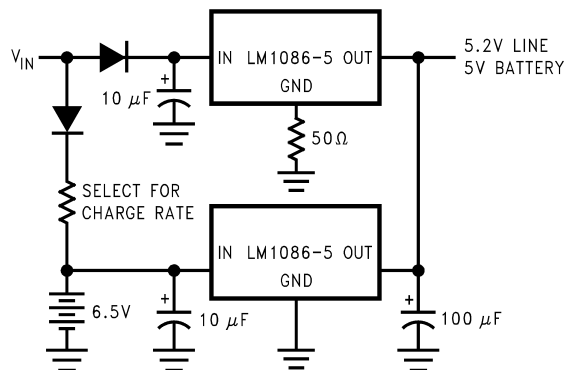 VIN
IN LM1086-5 OUT
GND
5.2V LINE
5V BATTERY
+
10 μF
50Ω
SELECT FOR
CHARGE RATE
IN LM1086-5 OUT
GND
6.5V
+
10 μF
+
100 μF